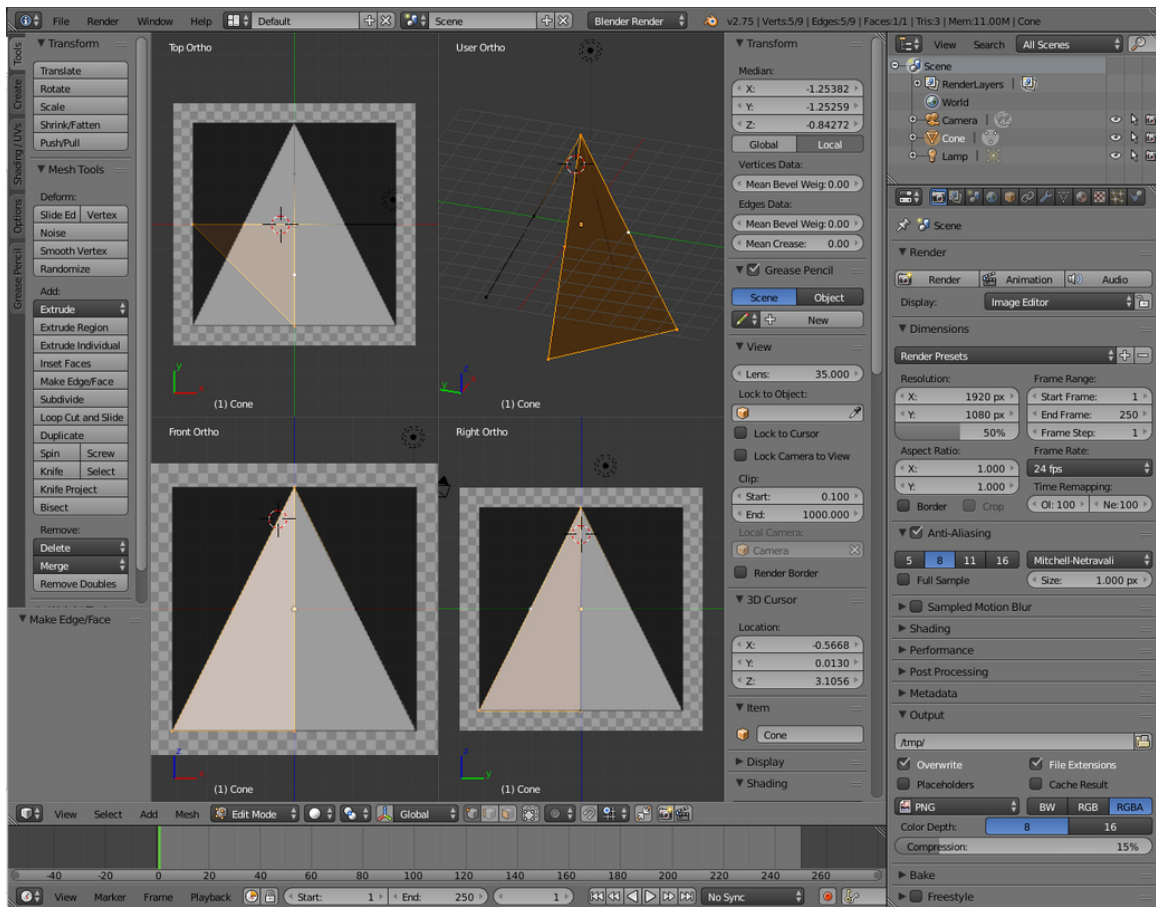 File Render Window Help Default Scene Blender Render v2.75 | Verts:5/9 | Edges:5/9 | Faces:1/1 | Tris:3 | Mem:11.00M | Cone
Tools
Create
Shading / UVs
Options
Grease Pencil
Transform
Translate
Rotate
Scale
Shrink/Fatten
Push/Pull
Mesh Tools
Deform:
Slide Ed Vertex
Noise
Smooth Vertex
Randomize
Add:
Extrude
Extrude Region
Extrude Individual
Inset Faces
Make Edge/Face
Subdivide
Loop Cut and Slide
Duplicate
Spin Screw
Knife Select
Knife Project
Bisect
Remove:
Delete
Merge
Remove Doubles
Make Edge/Face
Top Ortho
y
x
(1) Cone
User Ortho
z
y
(1) Cone
Front Ortho
z
x
(1) Cone
Right Ortho
z
y
(1) Cone
Transform
Median:
X: -1.25382
Y: -1.25259
Z: -0.84272
Global Local
Vertices Data:
Mean Bevel Weig: 0.00
Edges Data:
Mean Bevel Weig: 0.00
Mean Crease: 0.00
Grease Pencil
Scene Object
New
View
Lens: 35.000
Lock to Object:
Lock to Cursor
Lock Camera to View
Clip:
Start: 0.100
End: 1000.000
Local Camera:
Camera
Render Border
3D Cursor
Location:
X: -0.5668
Y: 0.0130
Z: 3.1056
Item
Cone
Display
Shading
View Search All Scenes
Scene
RenderLayers
World
Camera
Cone
Lamp
Scene
Render
Render Animation Audio
Display: Image Editor
Dimensions
Render Presets
Resolution: Frame Range:
X: 1920 px Start Frame: 1
Y: 1080 px End Frame: 250
50% Frame Step: 1
Aspect Ratio: Frame Rate:
X: 1.000 24 fps
Y: 1.000 Time Remapping:
Border Crop Ol: 100 Ne:100
Anti-Aliasing
5 8 11 16 Mitchell-Netravali
Full Sample Size: 1.000 px
Sampled Motion Blur
Shading
Performance
Post Processing
Metadata
Output
/tmp/
Overwrite File Extensions
Placeholders Cache Result
PNG BW RGB RGBA
Color Depth: 8 16
Compression: 15%
Bake
Freestyle
View Select Add Mesh Edit Mode Global
-40 -20 0 20 40 60 80 100 120 140 160 180 200 220 240 260
View Marker Frame Playback Start: 1 End: 250 1 No Sync